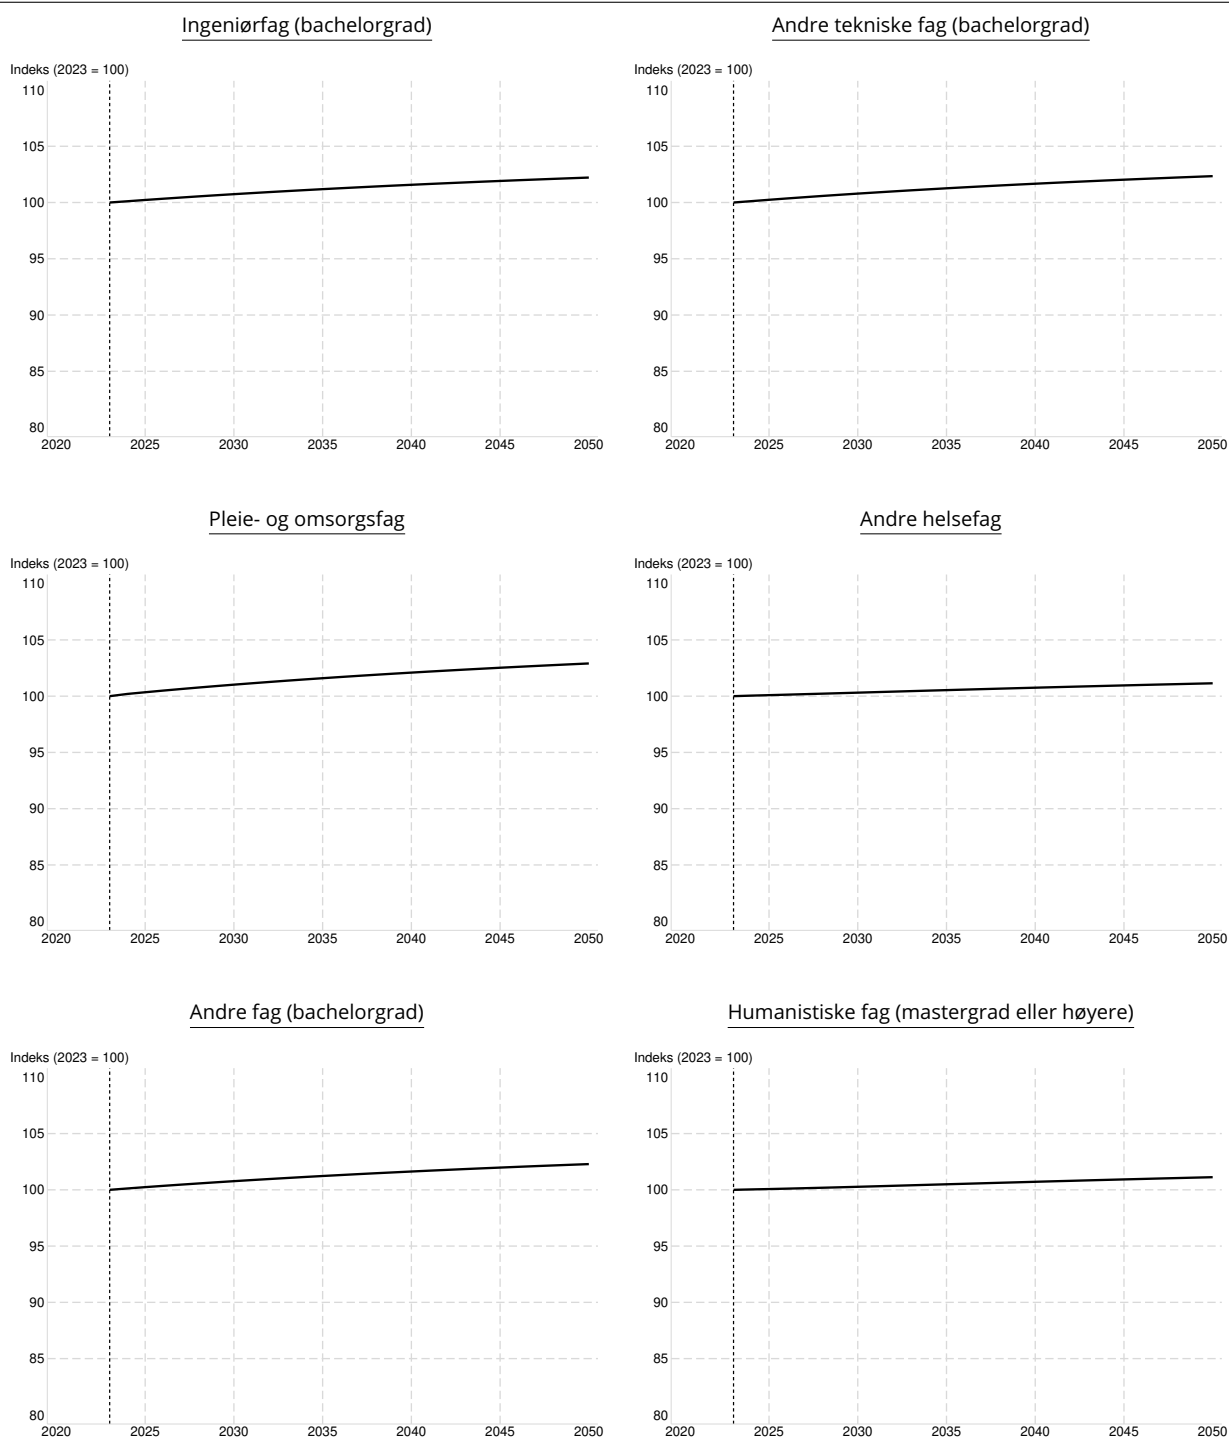 Ingeniørfag (bachelorgrad)
Indeks (2023 = 100)
110
105
100
95
90
85
80
2020 2025 2030 2035 2040 2045 2050
Andre tekniske fag (bachelorgrad)
Indeks (2023 = 100)
110
105
100
95
90
85
80
2020 2025 2030 2035 2040 2045 2050
Pleie- og omsorgsfag
Indeks (2023 = 100)
110
105
100
95
90
85
80
2020 2025 2030 2035 2040 2045 2050
Andre helsefag
Indeks (2023 = 100)
110
105
100
95
90
85
80
2020 2025 2030 2035 2040 2045 2050
Andre fag (bachelorgrad)
Indeks (2023 = 100)
110
105
100
95
90
85
80
2020 2025 2030 2035 2040 2045 2050
Humanistiske fag (mastergrad eller høyere)
Indeks (2023 = 100)
110
105
100
95
90
85
80
2020 2025 2030 2035 2040 2045 2050